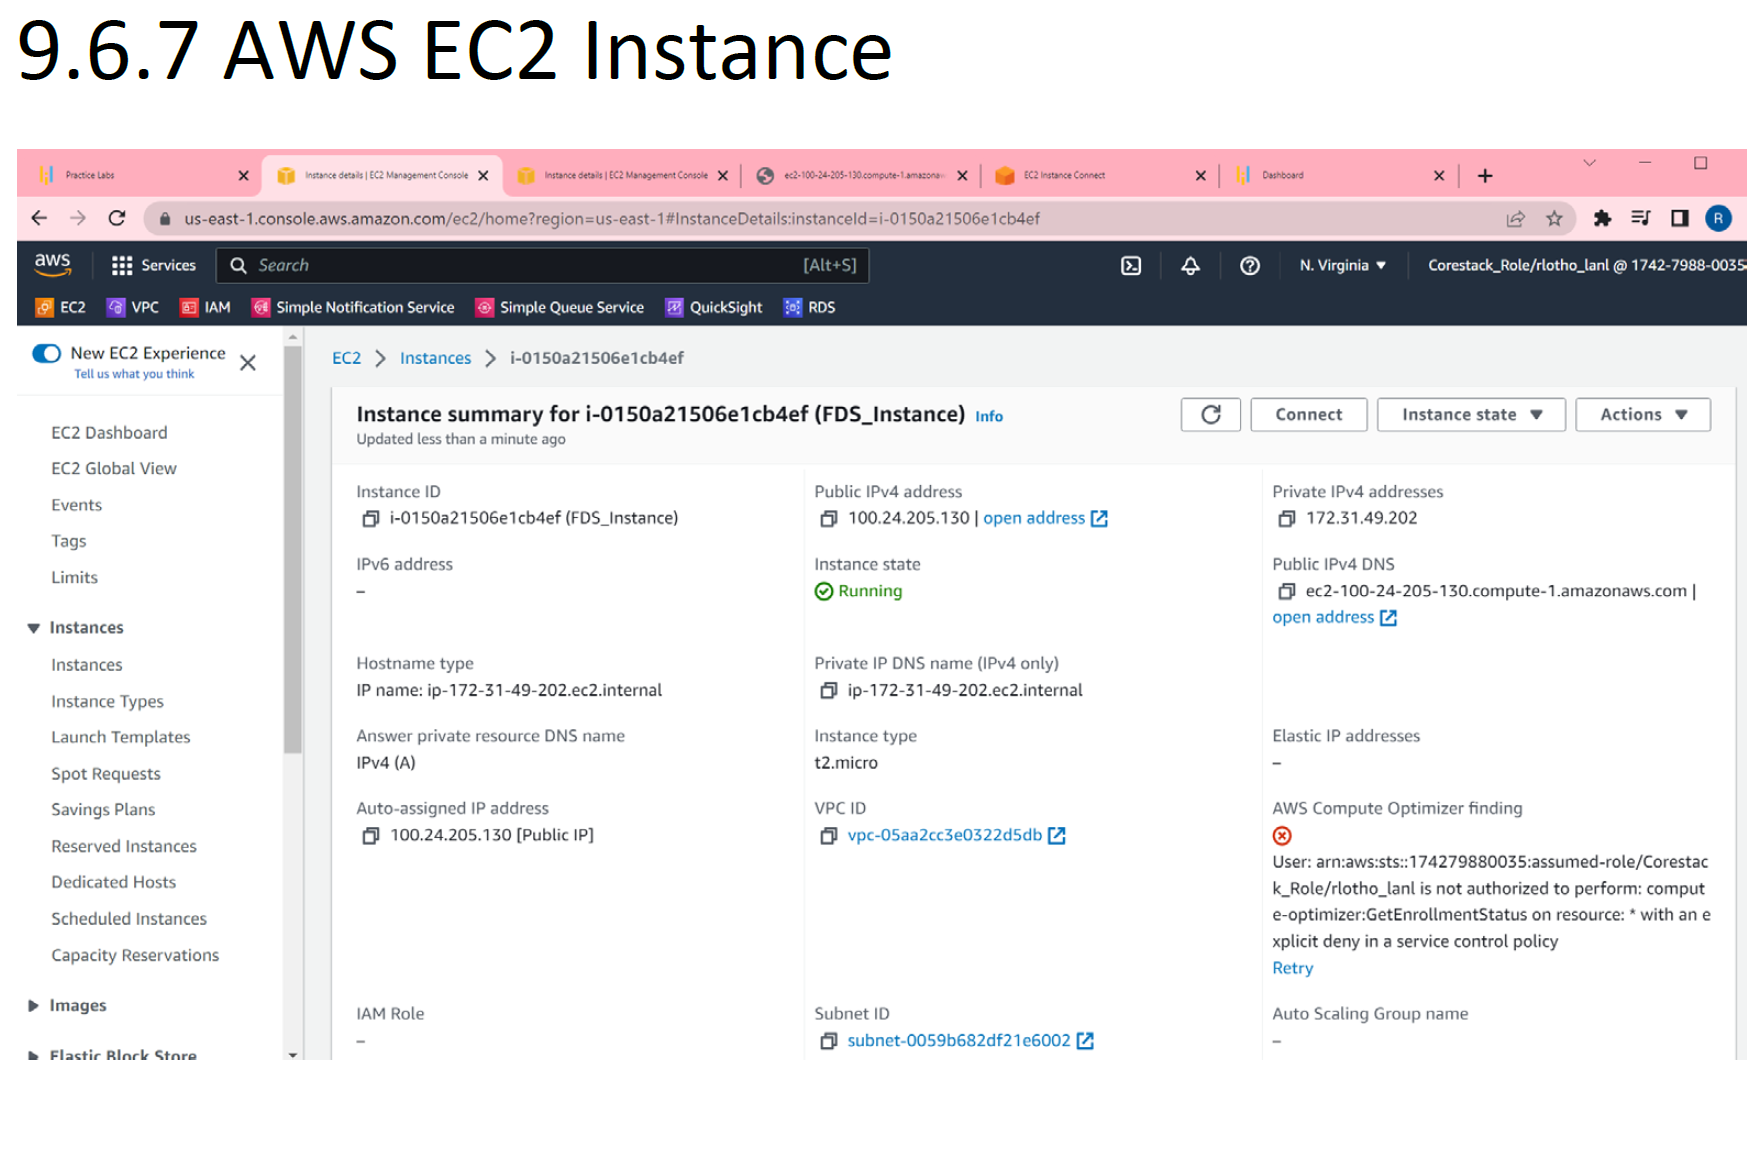 9.6.7 AWS EC2 Instance
Practice Labs
Instance details | EC2 Management Console
Instance details | EC2 Management Console
ec2-100-24-205-130.compute-1.amazonaw
EC2 Instance Connect
Dashboard
us-east-1.console.aws.amazon.com/ec2/home?region=us-east-1#InstanceDetails:instanceId=i-0150a21506e1cb4ef
R
aws
Services
Search
[Alt+S]
N. Virginia
Corestack_Role/rlotho_lanl @ 1742-7988-0035
EC2
VPC
IAM
Simple Notification Service
Simple Queue Service
QuickSight
RDS
New EC2 Experience
Tell us what you think
EC2 Dashboard
EC2 Global View
Events
Tags
Limits
Instances
Instances
Instance Types
Launch Templates
Spot Requests
Savings Plans
Reserved Instances
Dedicated Hosts
Scheduled Instances
Capacity Reservations
Images
Elastic Block Store
EC2 > Instances > i-0150a21506e1cb4ef
Instance summary for i-0150a21506e1cb4ef (FDS_Instance) Info
Updated less than a minute ago
Connect
Instance state
Actions
Instance ID
i-0150a21506e1cb4ef (FDS_Instance)
Public IPv4 address
100.24.205.130 | open address
Private IPv4 addresses
172.31.49.202
IPv6 address
–
Instance state
Running
Public IPv4 DNS
ec2-100-24-205-130.compute-1.amazonaws.com |
open address
Hostname type
IP name: ip-172-31-49-202.ec2.internal
Private IP DNS name (IPv4 only)
ip-172-31-49-202.ec2.internal
Answer private resource DNS name
IPv4 (A)
Instance type
t2.micro
Elastic IP addresses
–
Auto-assigned IP address
100.24.205.130 [Public IP]
VPC ID
vpc-05aa2cc3e0322d5db
AWS Compute Optimizer finding
User: arn:aws:sts::174279880035:assumed-role/Corestac
k_Role/rlotho_lanl is not authorized to perform: comput
e-optimizer:GetEnrollmentStatus on resource: * with an e
xplicit deny in a service control policy
Retry
IAM Role
–
Subnet ID
subnet-0059b682df21e6002
Auto Scaling Group name
–